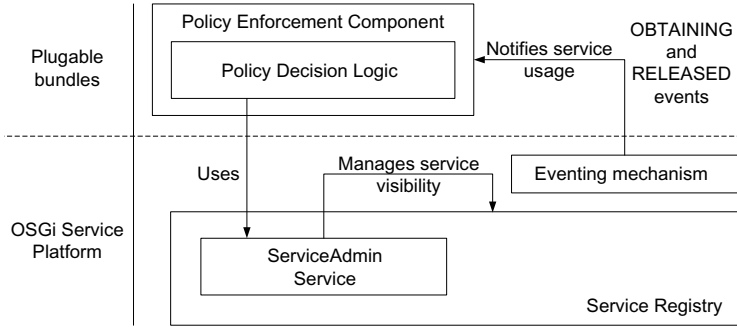 Policy Enforcement Component
Policy Decision Logic
Plugable
bundles
Notifies service
usage
OBTAINING
and
RELEASED
events
Uses
Manages service
visibility
Eventing mechanism
OSGi Service
Platform
ServiceAdmin
Service
Service Registry